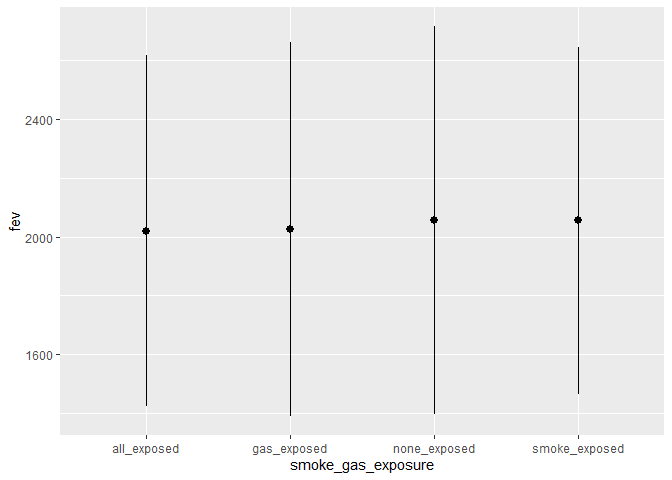 fev
2400
2000
1600
all_exposed
gas_exposed
none_exposed
smoke_exposed
smoke_gas_exposure